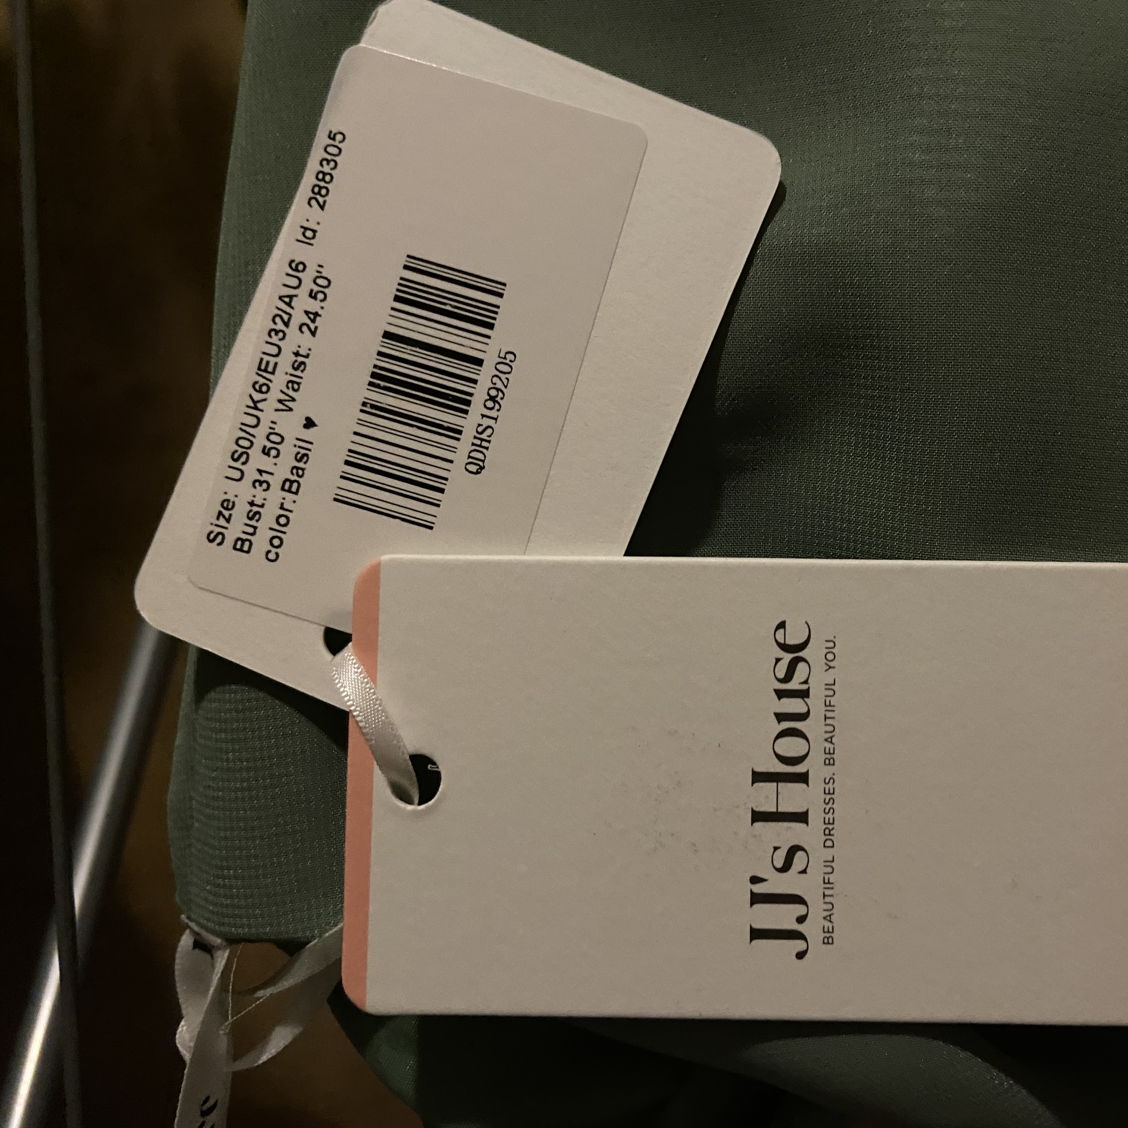 Size: US0/UK6/EU32/AU6 Id: 288305
Bust:31.50'' Waist: 24.50''
color:Basil ♥
QDHS199205
JJ's House
BEAUTIFUL DRESSES. BEAUTIFUL YOU.